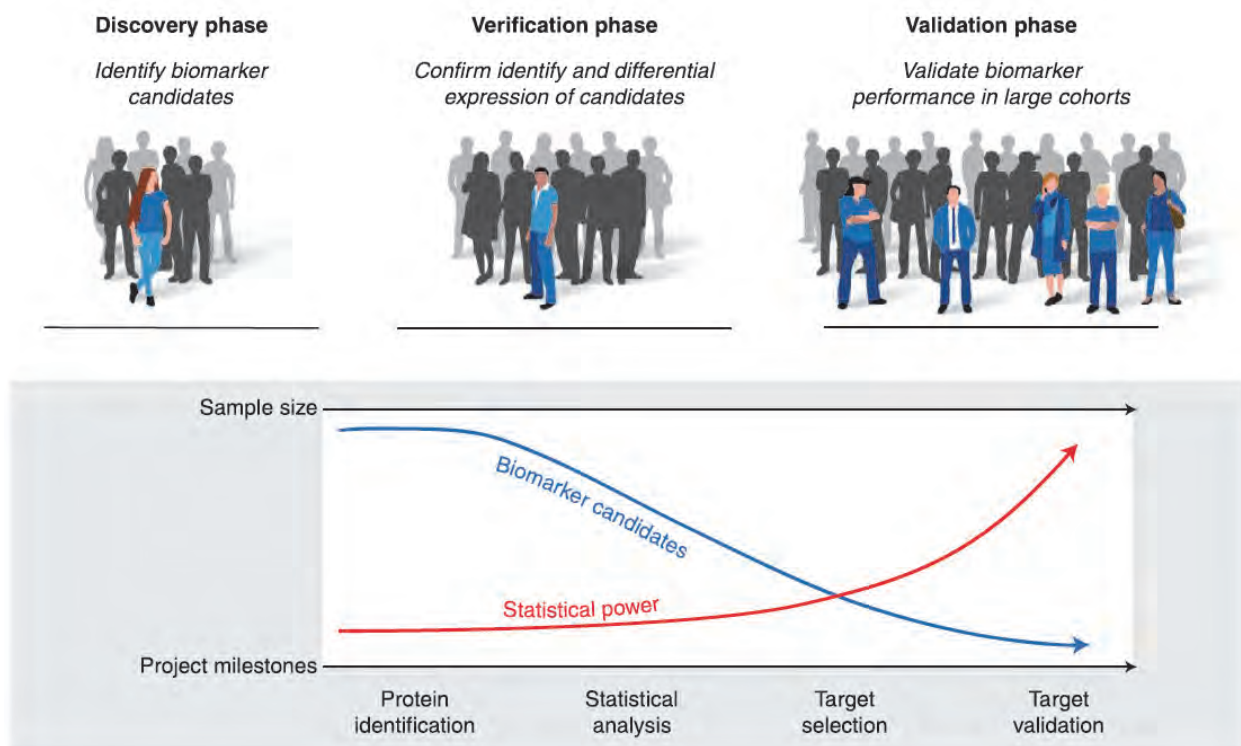 Discovery phase
Identify biomarker
candidates
Verification phase
Confirm identify and differential
expression of candidates
Validation phase
Validate biomarker
performance in large cohorts
Sample size
Biomarker candidates
Statistical power
Project milestones
Protein
identification
Statistical
analysis
Target
selection
Target
validation